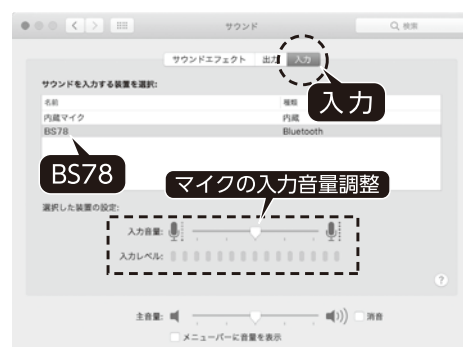 サウンド
検索
サウンドエフェクト 出力 入力
サウンドを入力する装置を選択:
入力
名前 種類
内蔵マイク 内蔵
BS78 Bluetooth
BS78
マイクの入力音量調整
選択した装置の設定:
入力音量:
入力レベル:
?
主音量: 消音
メニューバーに音量を表示